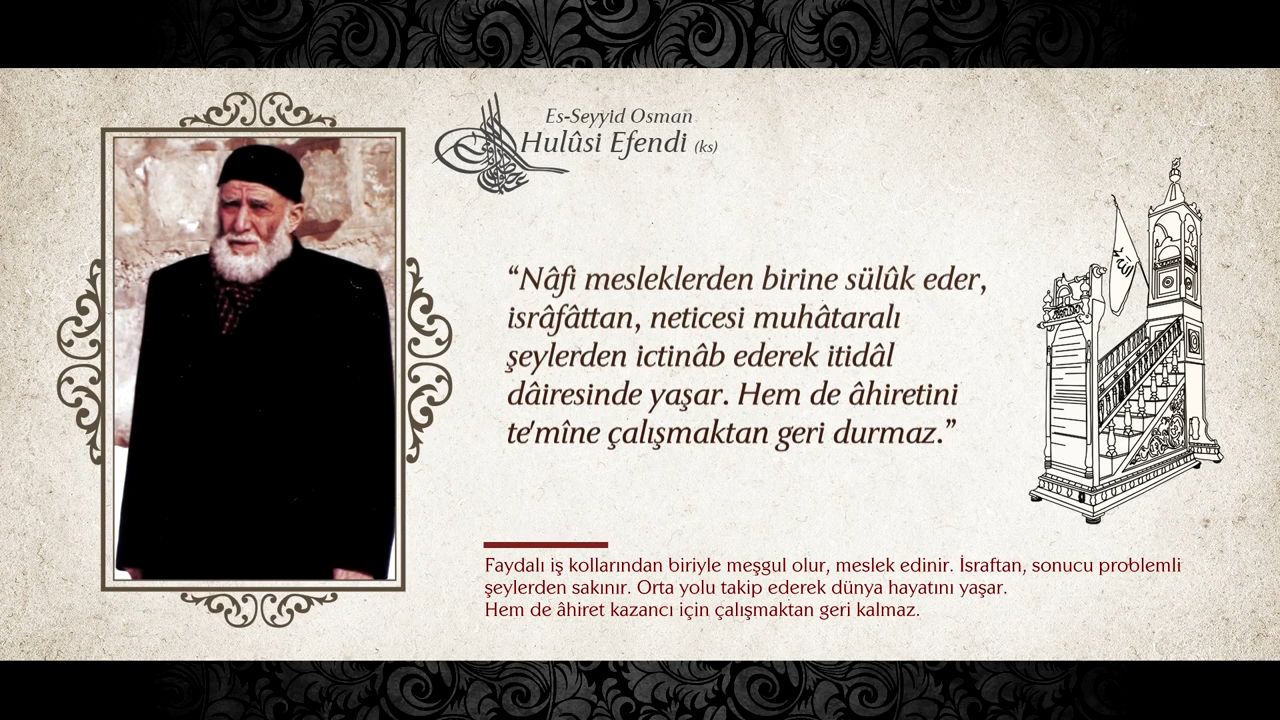 Es-Seyyid Osman
Hulûsi Efendi (ks)
“Nâfi mesleklerden birine sülûk eder,
isrâfâttan, neticesi muhâtaralı
şeylerden ictinâb ederek itidâl
dâiresinde yaşar. Hem de âhiretini
te'mîne çalışmaktan geri durmaz.”
Faydalı iş kollarından biriyle meşgul olur, meslek edinir. İsraftan, sonucu problemli
şeylerden sakınır. Orta yolu takip ederek dünya hayatını yaşar.
Hem de âhiret kazancı için çalışmaktan geri kalmaz.